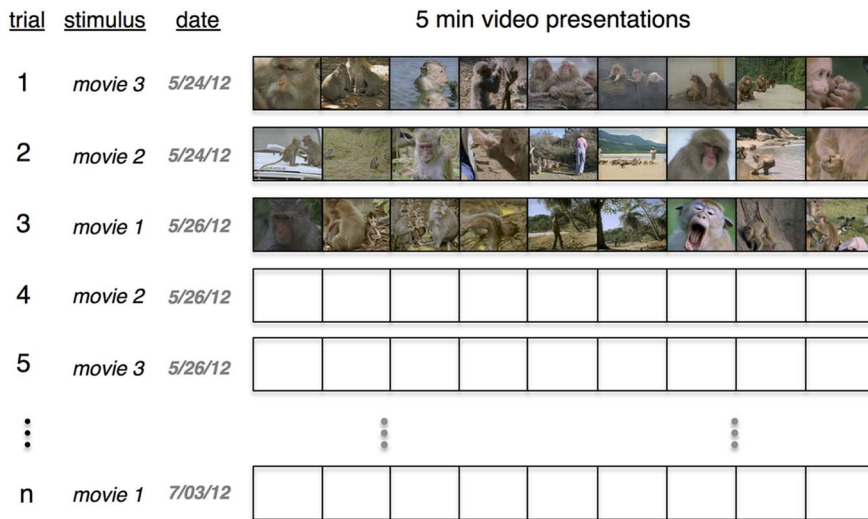 trial stimulus date 5 min video presentations
1 movie 3 5/24/12
2 movie 2 5/24/12
3 movie 1 5/26/12
4 movie 2 5/26/12
5 movie 3 5/26/12
n movie 1 7/03/12